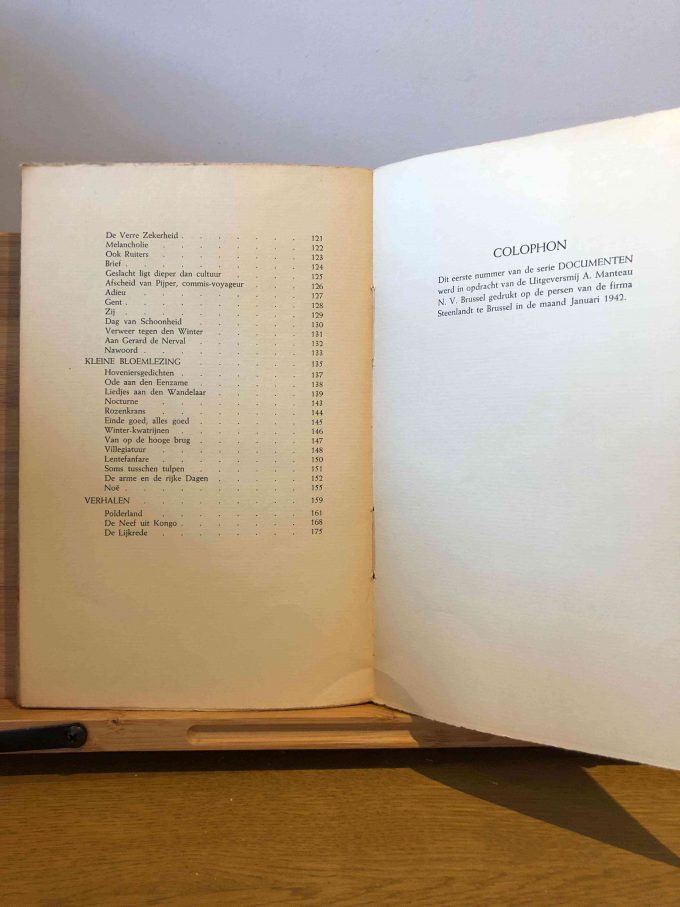 De Verre Zekerheid . . . . . . . 121
Melancholie . . . . . . . . 122
Ook Ruiters . . . . . . . . 123
Brief . . . . . . . . . 124
Geslacht ligt dieper dan cultuur . . . . . 125
Afscheid van Pijper, commis-voyageur . . . . 126
Adieu . . . . . . . . . 127
Gent . . . . . . . . . 128
Zij . . . . . . . . . 129
Dag van Schoonheid . . . . . . . 130
Verweer tegen den Winter . . . . . . 131
Aan Gerard de Nerval . . . . . . 132
Nawoord . . . . . . . . . 133
KLEINE BLOEMLEZING . . . . . . . 135
Hoveniersgedichten . . . . . . . 137
Ode aan den Eenzame . . . . . . 138
Liedjes aan den Wandelaar . . . . . 139
Nocturne . . . . . . . . 143
Rozenkrans . . . . . . . . 144
Einde goed, alles goed . . . . . . 145
Winter-kwatrijnen . . . . . . . 146
Van op de hooge brug . . . . . . 147
Villegiatuur . . . . . . . . 148
Lentefanfare . . . . . . . . 150
Soms tusschen tulpen . . . . . . 151
De arme en de rijke Dagen . . . . . 152
Noë . . . . . . . . . 155
VERHALEN . . . . . . . . . 159
Polderland . . . . . . . . 161
De Neef uit Kongo . . . . . . . 168
De Lijkrede . . . . . . . . 175
COLOPHON
Dit eerste nummer van de serie DOCUMENTEN
werd in opdracht van de Uitgeversmij A. Manteau
N. V. Brussel gedrukt op de persen van de firma
Steenlandt te Brussel in de maand Januari 1942.